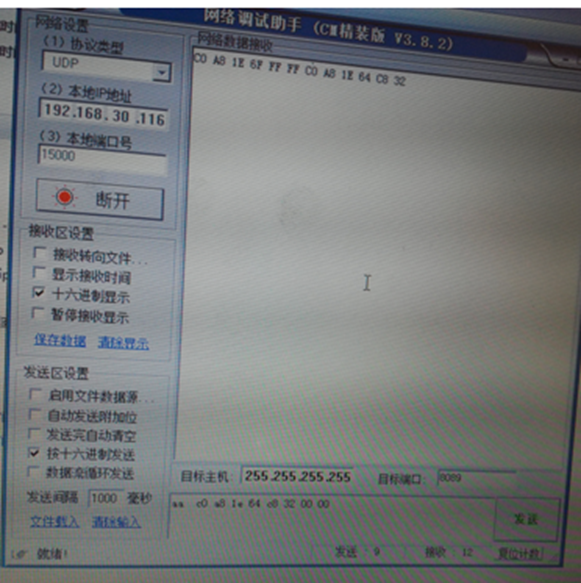 网络调试助手 (CM精装版 V3.8.2)
网络设置
(1) 协议类型
UDP
(2) 本地IP地址
192.168.30 .116
(3) 本地端口号
15000
断开
接收区设置
接收转向文件...
显示接收时间
十六进制显示
暂停接收显示
保存数据 清除显示
发送区设置
启用文件数据源...
自动发送附加位
发送完自动清空
按十六进制发送
数据流循环发送
发送间隔 1000 毫秒
文件载入 清除输入
网络数据接收
C0 A8 1E 6F FF FF C0 A8 1E 64 C8 32
目标主机: 255.255.255.255 目标端口: 8089
aa c0 a8 1e 64 c8 32 00 00
发送
就绪! 发送 : 9 接收 : 12 复位计数